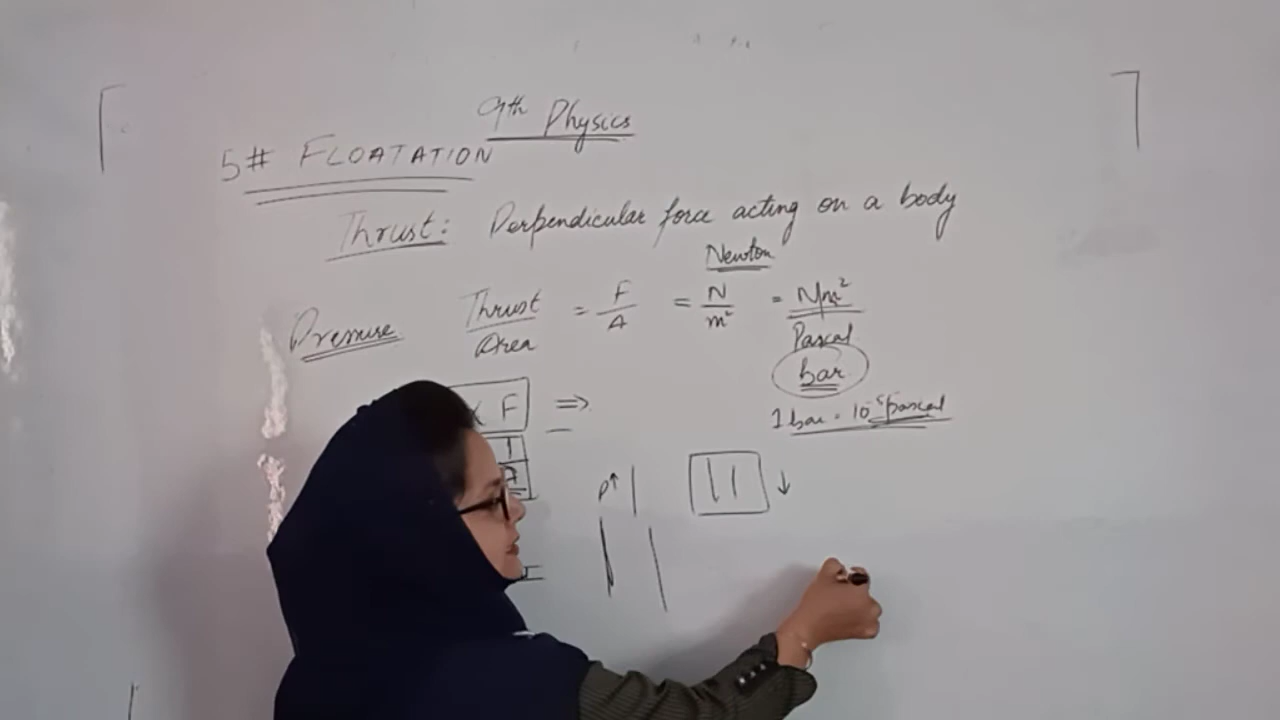 9th Physics
5# FLOATATION
Thrust: Perpendicular force acting on a body
Newton
Pressure Thrust/Area = F/A = N/m² = N/m²
Pascal
bar
F ⇒
1 bar = 10⁵ pascal
1
A
P↑ ↓